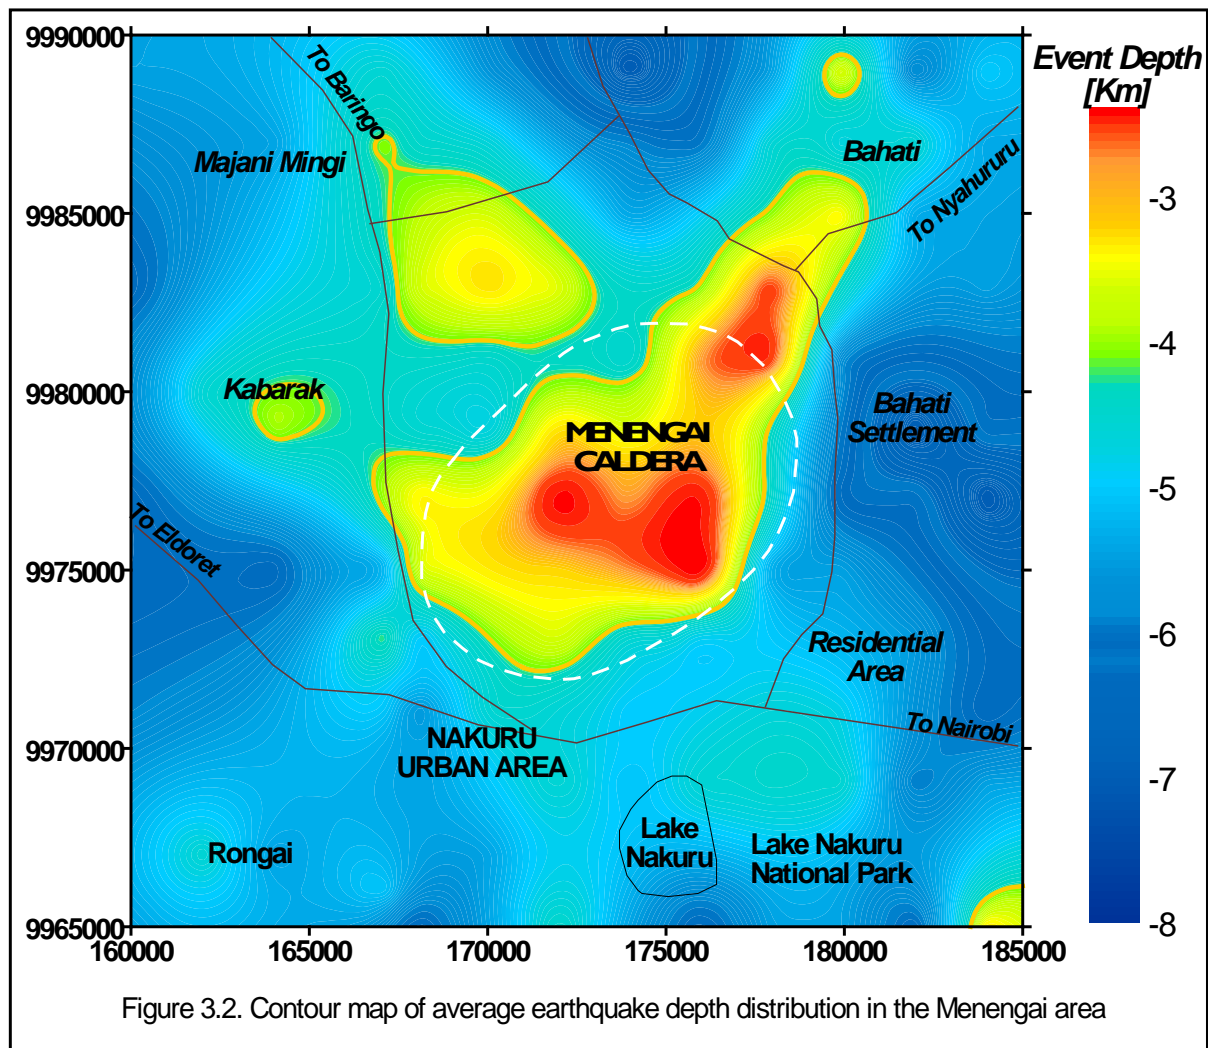 9990000
9985000
9980000
9975000
9970000
9965000
160000
165000
170000
175000
180000
185000
Event Depth
[Km]
-3
-4
-5
-6
-7
-8
To Baringo
Majani Mingi
Bahati
To Nyahururu
Kabarak
Bahati
Settlement
MENENGAI
CALDERA
To Eldoret
Residential
Area
To Nairobi
NAKURU
URBAN AREA
Lake
Nakuru
Lake Nakuru
National Park
Rongai
Figure 3.2. Contour map of average earthquake depth distribution in the Menengai area